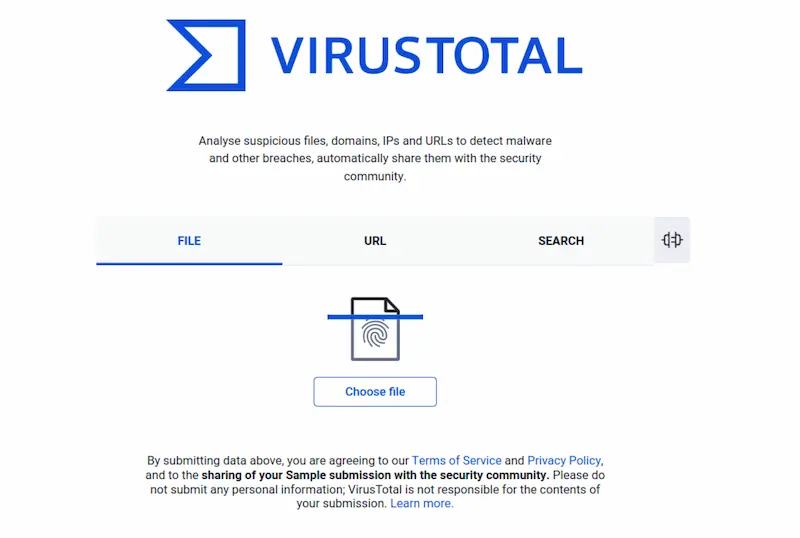 VIRUSTOTAL
Analyse suspicious files, domains, IPs and URLs to detect malware
and other breaches, automatically share them with the security
community.
FILE
URL
SEARCH
Choose file
By submitting data above, you are agreeing to our Terms of Service and Privacy Policy,
and to the sharing of your Sample submission with the security community. Please do
not submit any personal information; VirusTotal is not responsible for the contents of
your submission. Learn more.